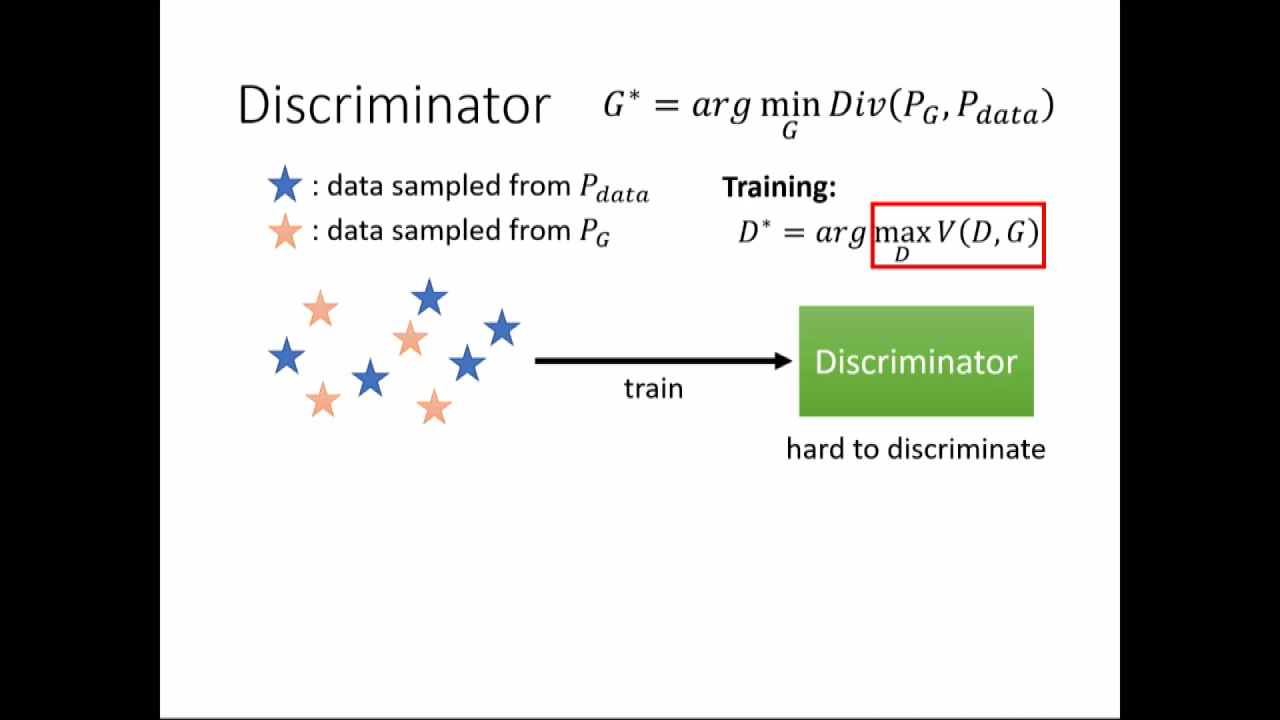 Discriminator
G* = arg min_G Div(P_G, P_data)
: data sampled from P_data
: data sampled from P_G
Training:
D* = arg max_D V(D, G)
train
Discriminator
hard to discriminate